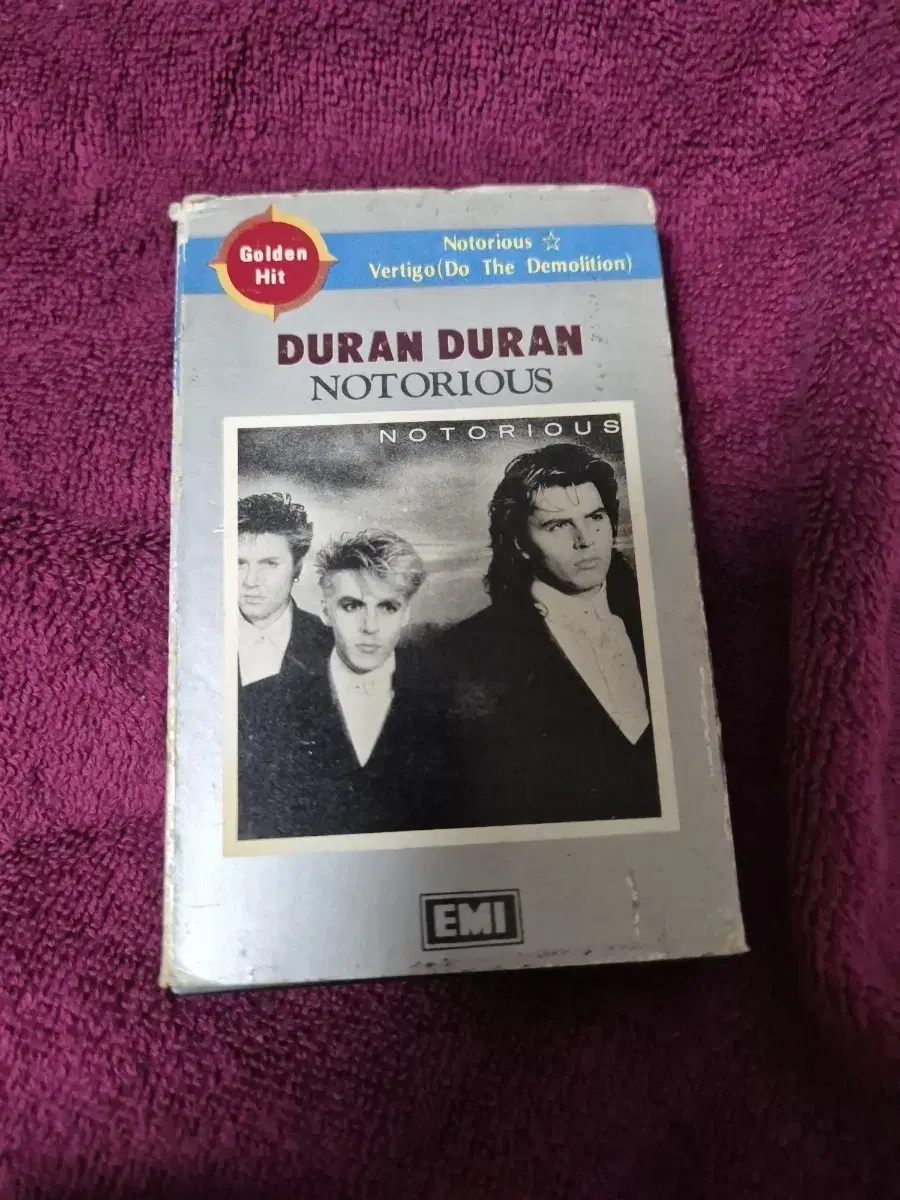 Golden
Hit
Notorious ☆
Vertigo(Do The Demolition)
DURAN DURAN
NOTORIOUS
NOTORIOUS
EMI